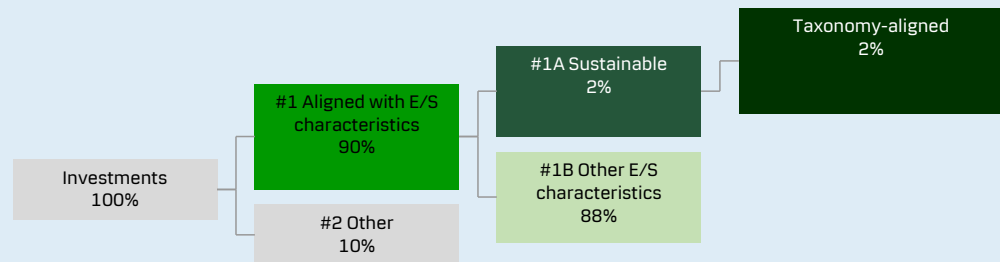 Investments
100%
#1 Aligned with E/S
characteristics
90%
#2 Other
10%
#1A Sustainable
2%
#1B Other E/S
characteristics
88%
Taxonomy-aligned
2%